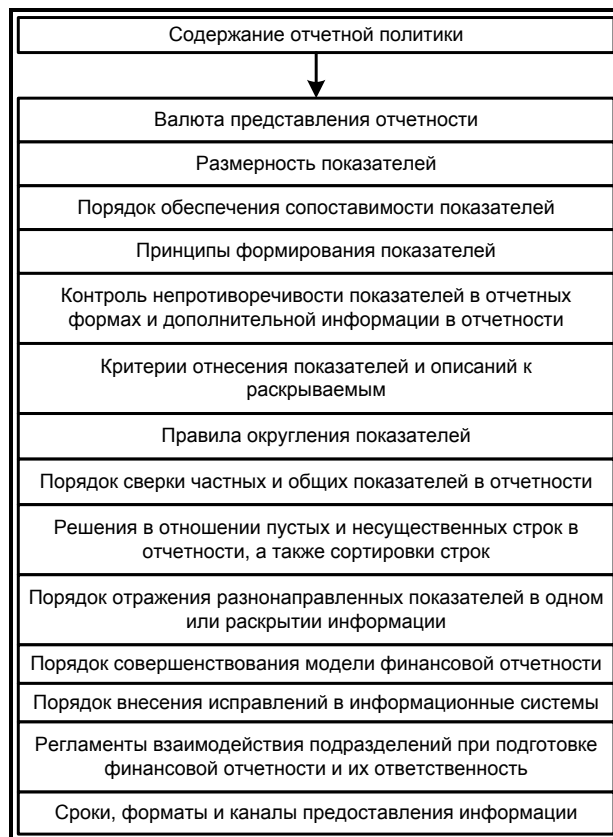 Содержание отчетной политики
Валюта представления отчетности
Размерность показателей
Порядок обеспечения сопоставимости показателей
Принципы формирования показателей
Контроль непротиворечивости показателей в отчетных
формах и дополнительной информации в отчетности
Критерии отнесения показателей и описаний к
раскрываемым
Правила округления показателей
Порядок сверки частных и общих показателей в отчетности
Решения в отношении пустых и несущественных строк в
отчетности, а также сортировки строк
Порядок отражения разнонаправленных показателей в одном
или раскрытии информации
Порядок совершенствования модели финансовой отчетности
Порядок внесения исправлений в информационные системы
Регламенты взаимодействия подразделений при подготовке
финансовой отчетности и их ответственность
Сроки, форматы и каналы предоставления информации